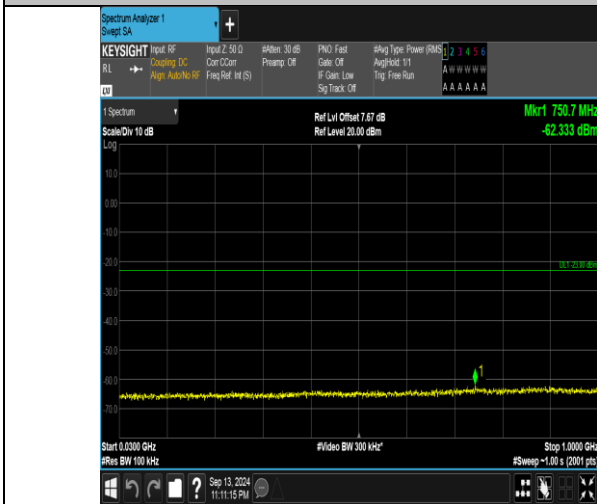 Spectrum Analyzer 1
Swept SA
+
KEYSIGHT Input: RF Input Z: 50 Ω #Atten: 30 dB PNO: Fast #Avg Type: Power (RMS 1 2 3 4 5 6
RL Coupling: DC Corr CCorr Preamp: Off Gate: Off Avg|Hold: 1/1 A W W W W W
Align: Auto/No RF Freq Ref: Int (S) IF Gain: Low Trig: Free Run
Sig Track: Off A A A A A A
1 Spectrum Ref Lvl Offset 7.67 dB Mkr1 750.7 MHz
Scale/Div 10 dB Ref Level 20.00 dBm -62.333 dBm
Log
10.0
0.00
-10.0
-20.0
DL1 -23.00 dBm
-30.0
-40.0
-50.0
1
-60.0
-70.0
Start 0.0300 GHz #Video BW 300 kHz* Stop 1.0000 GHz
#Res BW 100 kHz #Sweep ~1.00 s (2001 pts)
? Sep 13, 2024
11:11:15 PM